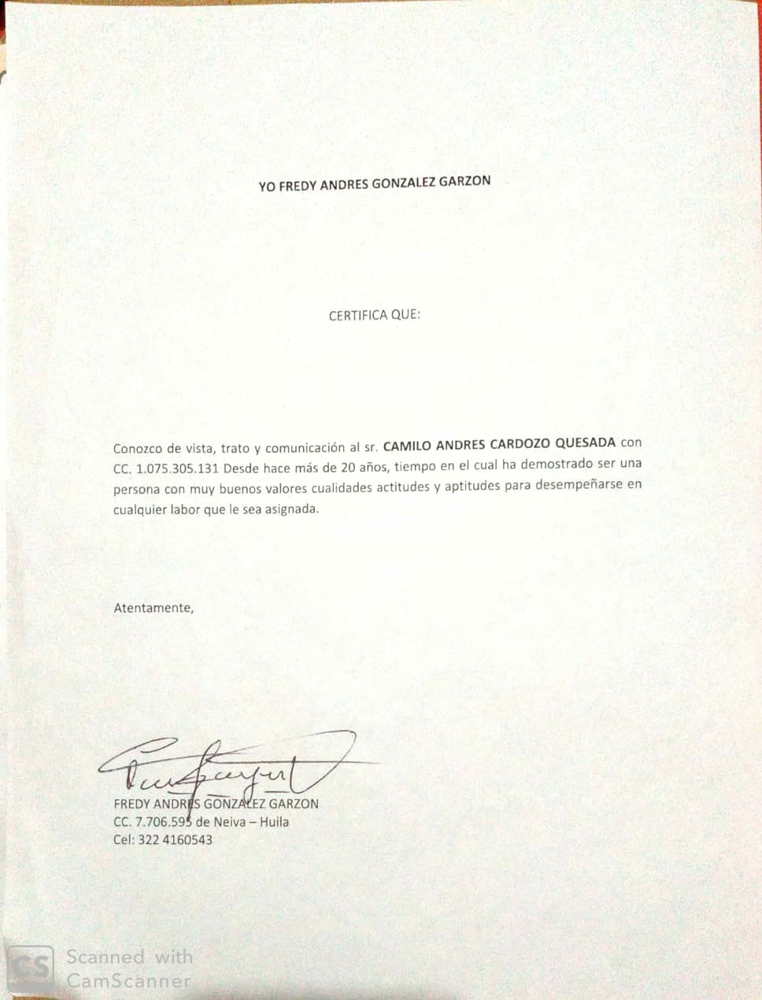 YO FREDY ANDRES GONZALEZ GARZON
CERTIFICA QUE:
Conozco de vista, trato y comunicación al sr. CAMILO ANDRES CARDOZO QUESADA con
CC. 1.075.305.131 Desde hace más de 20 años, tiempo en el cual ha demostrado ser una
persona con muy buenos valores cualidades actitudes y aptitudes para desempeñarse en
cualquier labor que le sea asignada.
Atentamente,
FREDY ANDRES GONZALEZ GARZON
CC. 7.706.595 de Neiva – Huila
Cel: 322 4160543
CS Scanned with
CamScanner